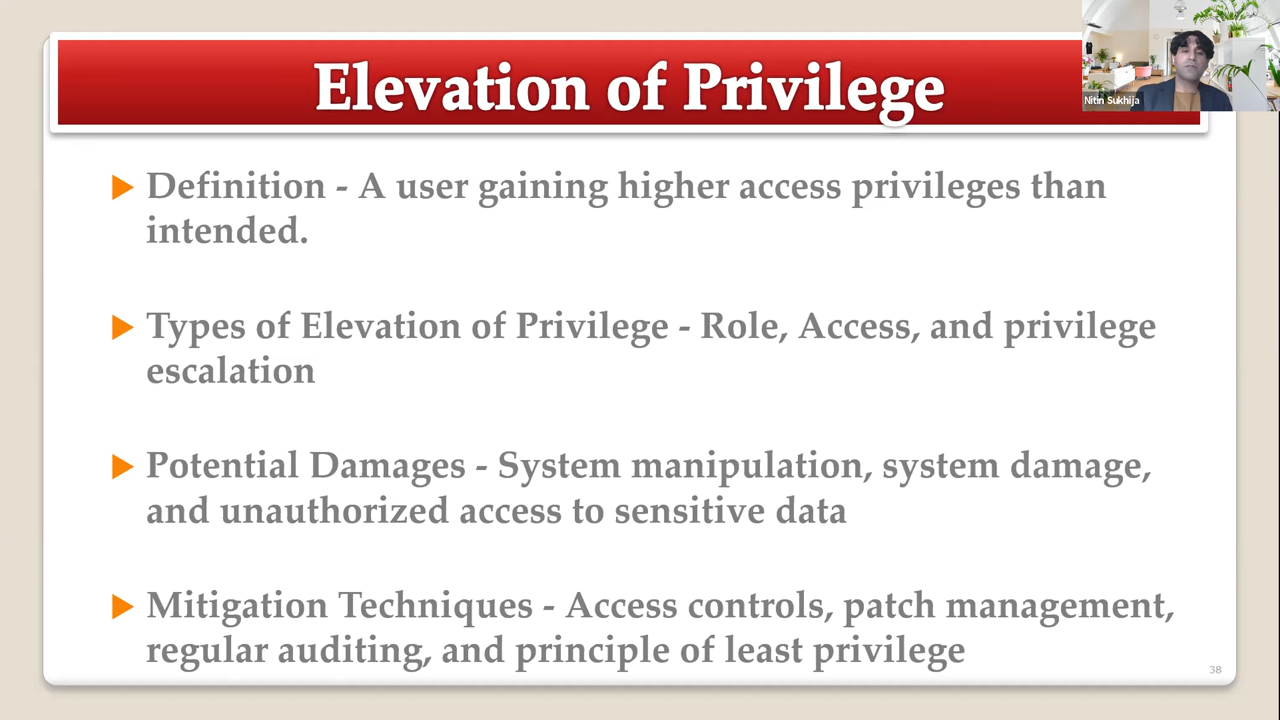 Elevation of Privilege
Nitin Sukhija
Definition - A user gaining higher access privileges than
intended.
Types of Elevation of Privilege - Role, Access, and privilege
escalation
Potential Damages - System manipulation, system damage,
and unauthorized access to sensitive data
Mitigation Techniques - Access controls, patch management,
regular auditing, and principle of least privilege
38